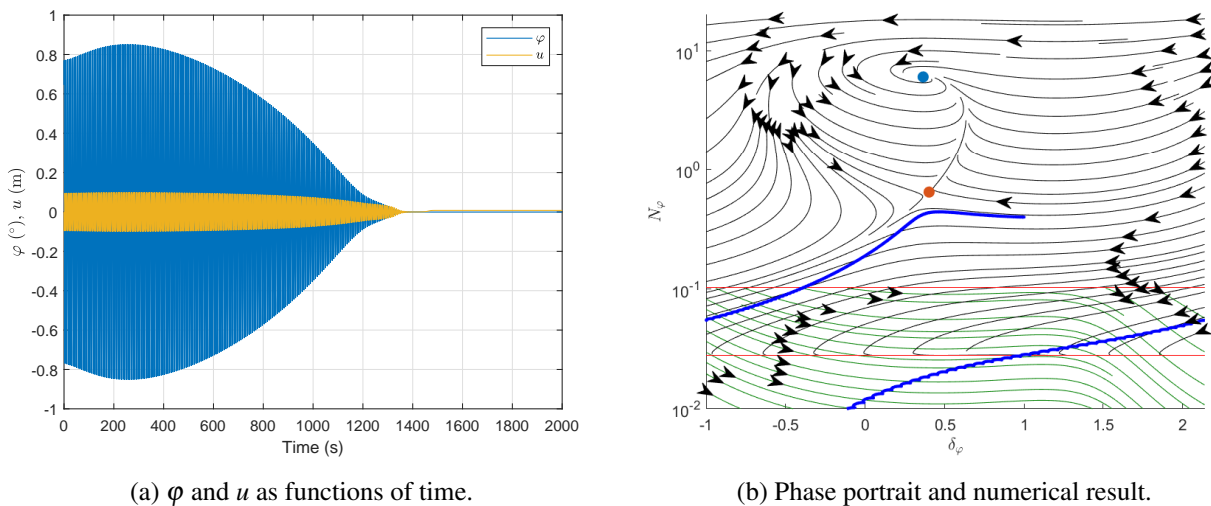 1
0.8
0.6
0.4
0.2
0
-0.2
-0.4
-0.6
-0.8
-1
φ (°), u (m)
φ
u
0 200 400 600 800 1000 1200 1400 1600 1800 2000
Time (s)
(a) φ and u as functions of time.
10¹
10⁰
10⁻¹
10⁻²
N_φ
-1 -0.5 0 0.5 1 1.5 2
δ_φ
(b) Phase portrait and numerical result.